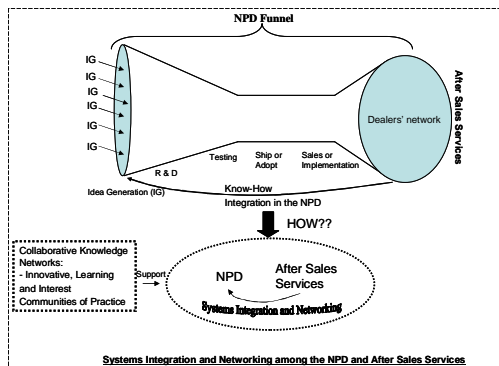 NPD Funnel
IG
IG
IG
IG
IG
IG
Dealers' network
After Sales Services
Testing
Ship or
Adopt
Sales or
Implementation
R & D
Idea Generation (IG)
Know-How
Integration in the NPD
HOW??
Collaborative Knowledge
Networks:
- Innovative, Learning
and Interest
Communities of Practice
Support
NPD
After Sales
Services
Systems Integration and Networking
Systems Integration and Networking among the NPD and After Sales Services